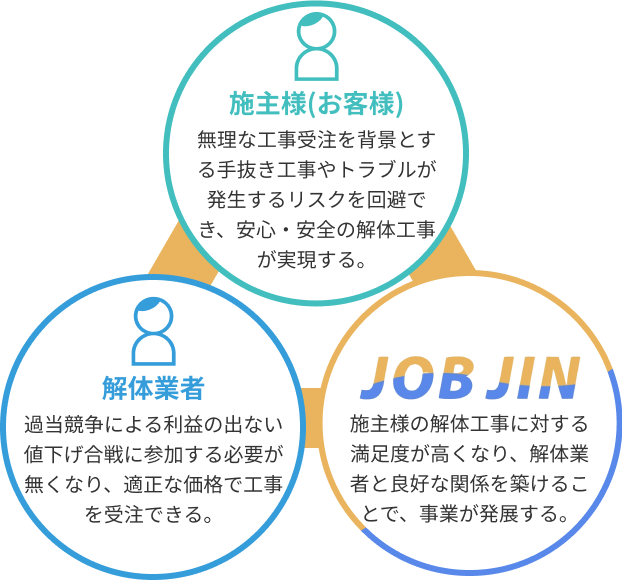 施主様(お客様)
無理な工事受注を背景とす
る手抜き工事やトラブルが
発生するリスクを回避で
き、安心・安全の解体工事
が実現する。
解体業者
過当競争による利益の出ない
値下げ合戦に参加する必要が
無くなり、適正な価格で工事
を受注できる。
JOB JIN
施主様の解体工事に対する
満足度が高くなり、解体業
者と良好な関係を築けるこ
とで、事業が発展する。